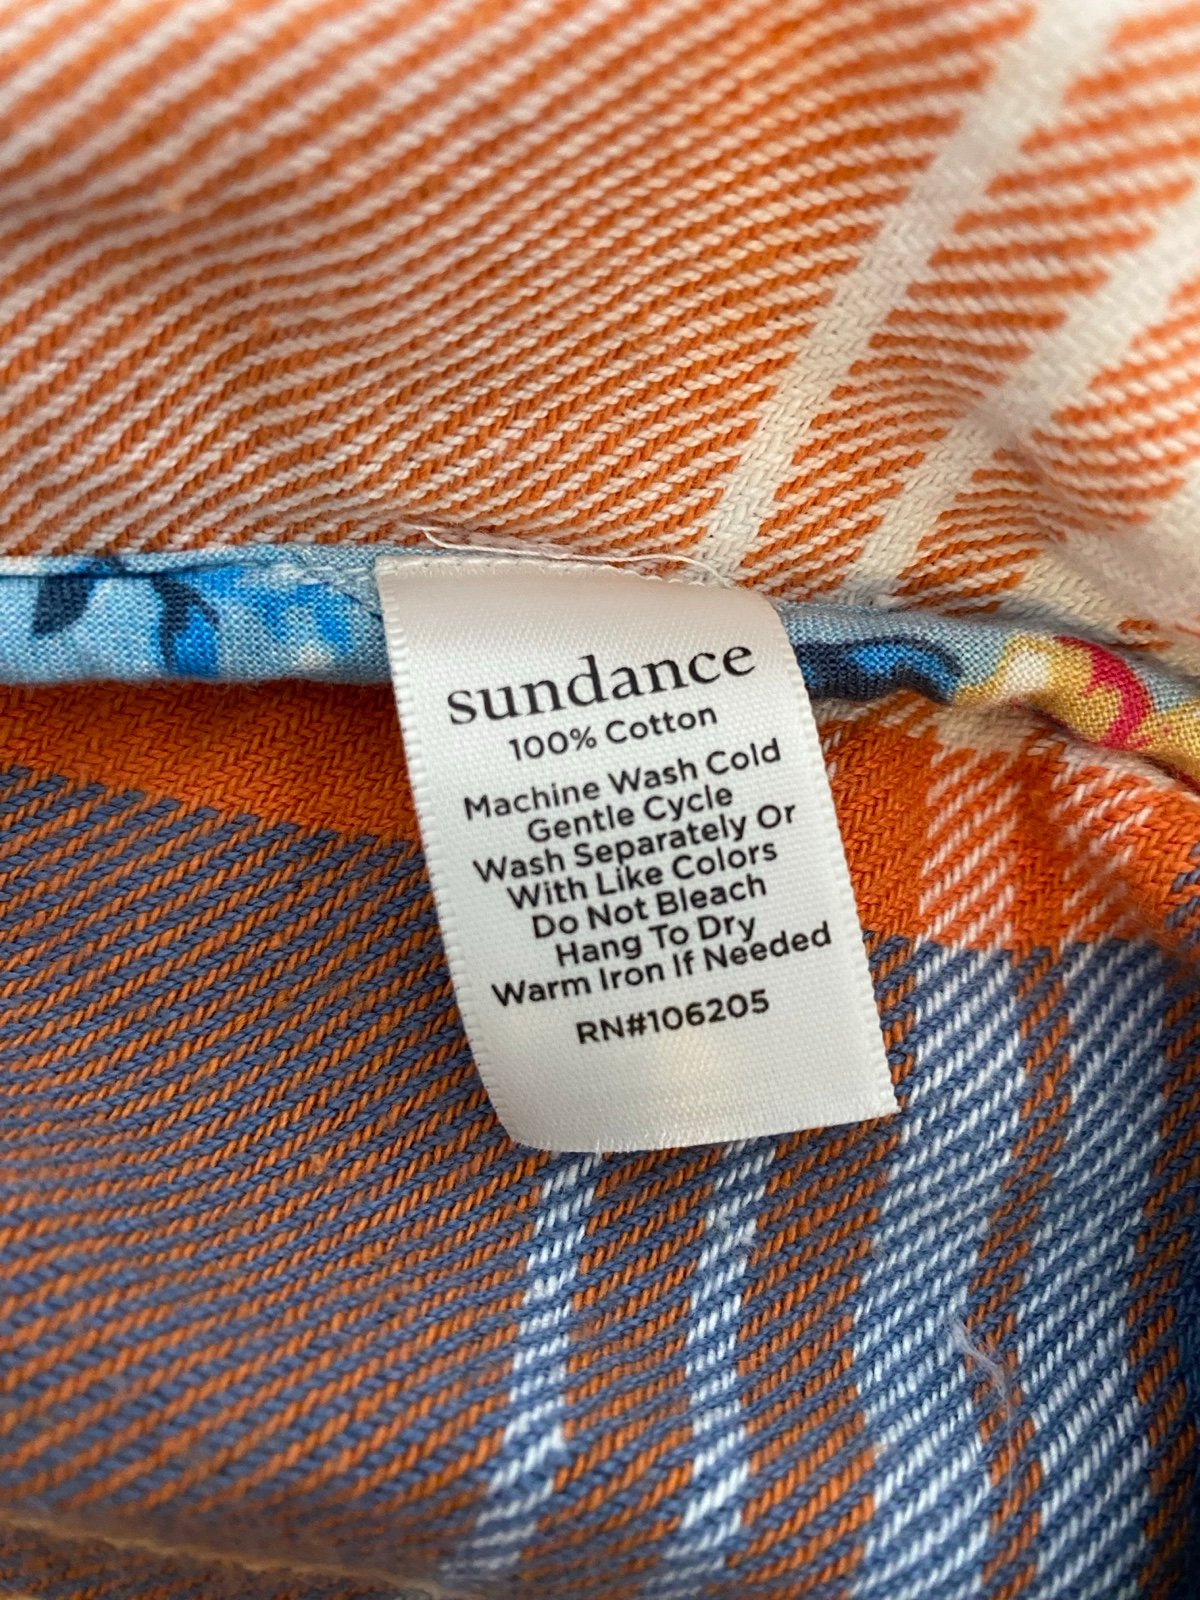 sundance
100% Cotton
Machine Wash Cold
Gentle Cycle
Wash Separately Or
With Like Colors
Do Not Bleach
Hang To Dry
Warm Iron If Needed
RN#106205